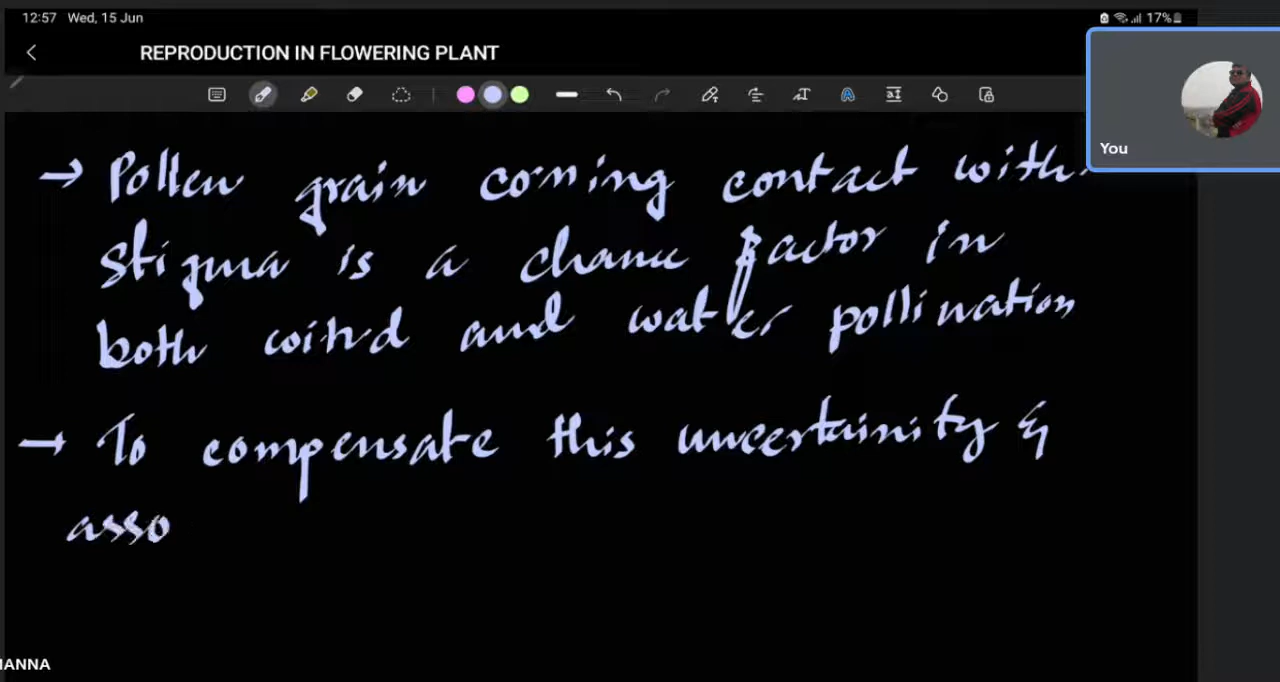 12:57 Wed, 15 Jun 17%
REPRODUCTION IN FLOWERING PLANT
You
→ Pollen grain coming contact with
stigma is a chance factor in
both wind and water pollination
→ To compensate this uncertainity &
asso
IANNA